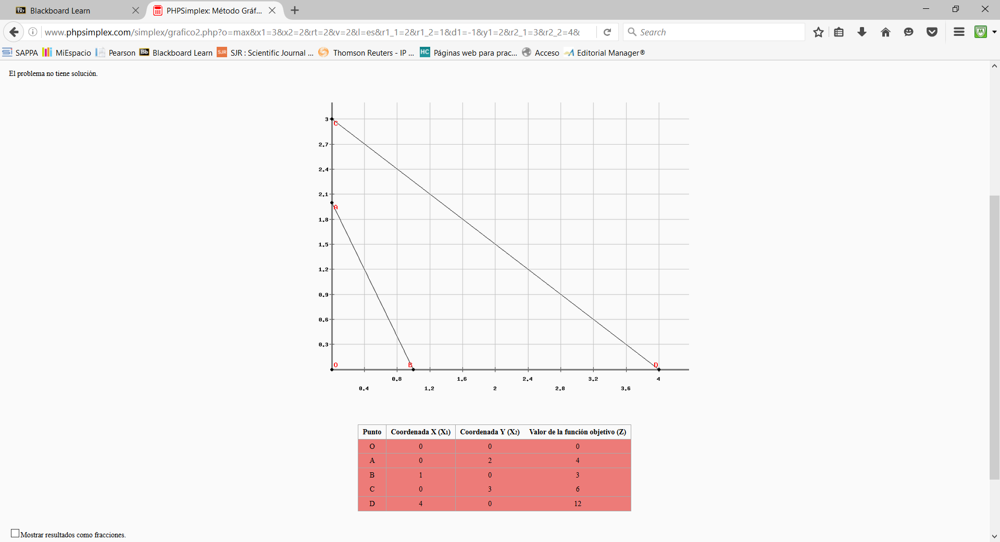 Blackboard Learn
PHPSimplex: Método Gráf...
www.phpsimplex.com/simplex/grafico2.php?o=max&x1=3&x2=2&rt=2&v=2&l=es&r1_1=2&r1_2=1&d1=-1&y1=2&r2_1=3&r2_2=4&
Search
SAPPA MiEspacio Pearson Bb Blackboard Learn SJR SJR : Scientific Journal ... Thomson Reuters - IP ... HC Páginas web para prac... Acceso Editorial Manager®
El problema no tiene solución.
3
C
2.7
2.4
2.1
A
1.8
1.5
1.2
0.9
0.6
0.3
O B D
0.8 1.6 2.4 3.2 4
0.4 1.2 2 2.8 3.6
Punto Coordenada X (X1) Coordenada Y (X2) Valor de la función objetivo (Z)
O 0 0 0
A 0 2 4
B 1 0 3
C 0 3 6
D 4 0 12
Mostrar resultados como fracciones.